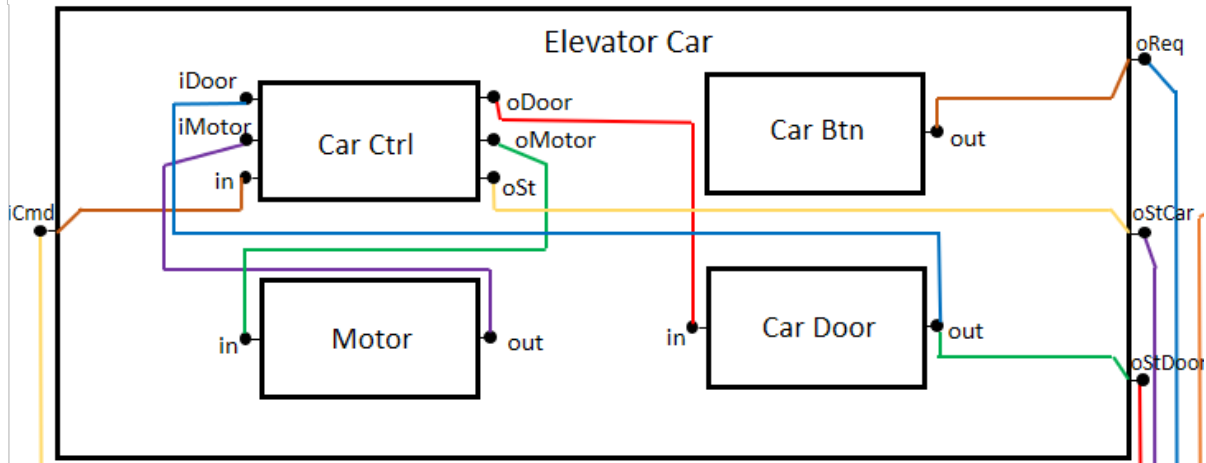 Elevator Car
oReq
iDoor
oDoor
iMotor
Car Ctrl
oMotor
Car Btn
out
in
oSt
iCmd
oStCar
in
Motor
out
in
Car Door
out
oStDoor